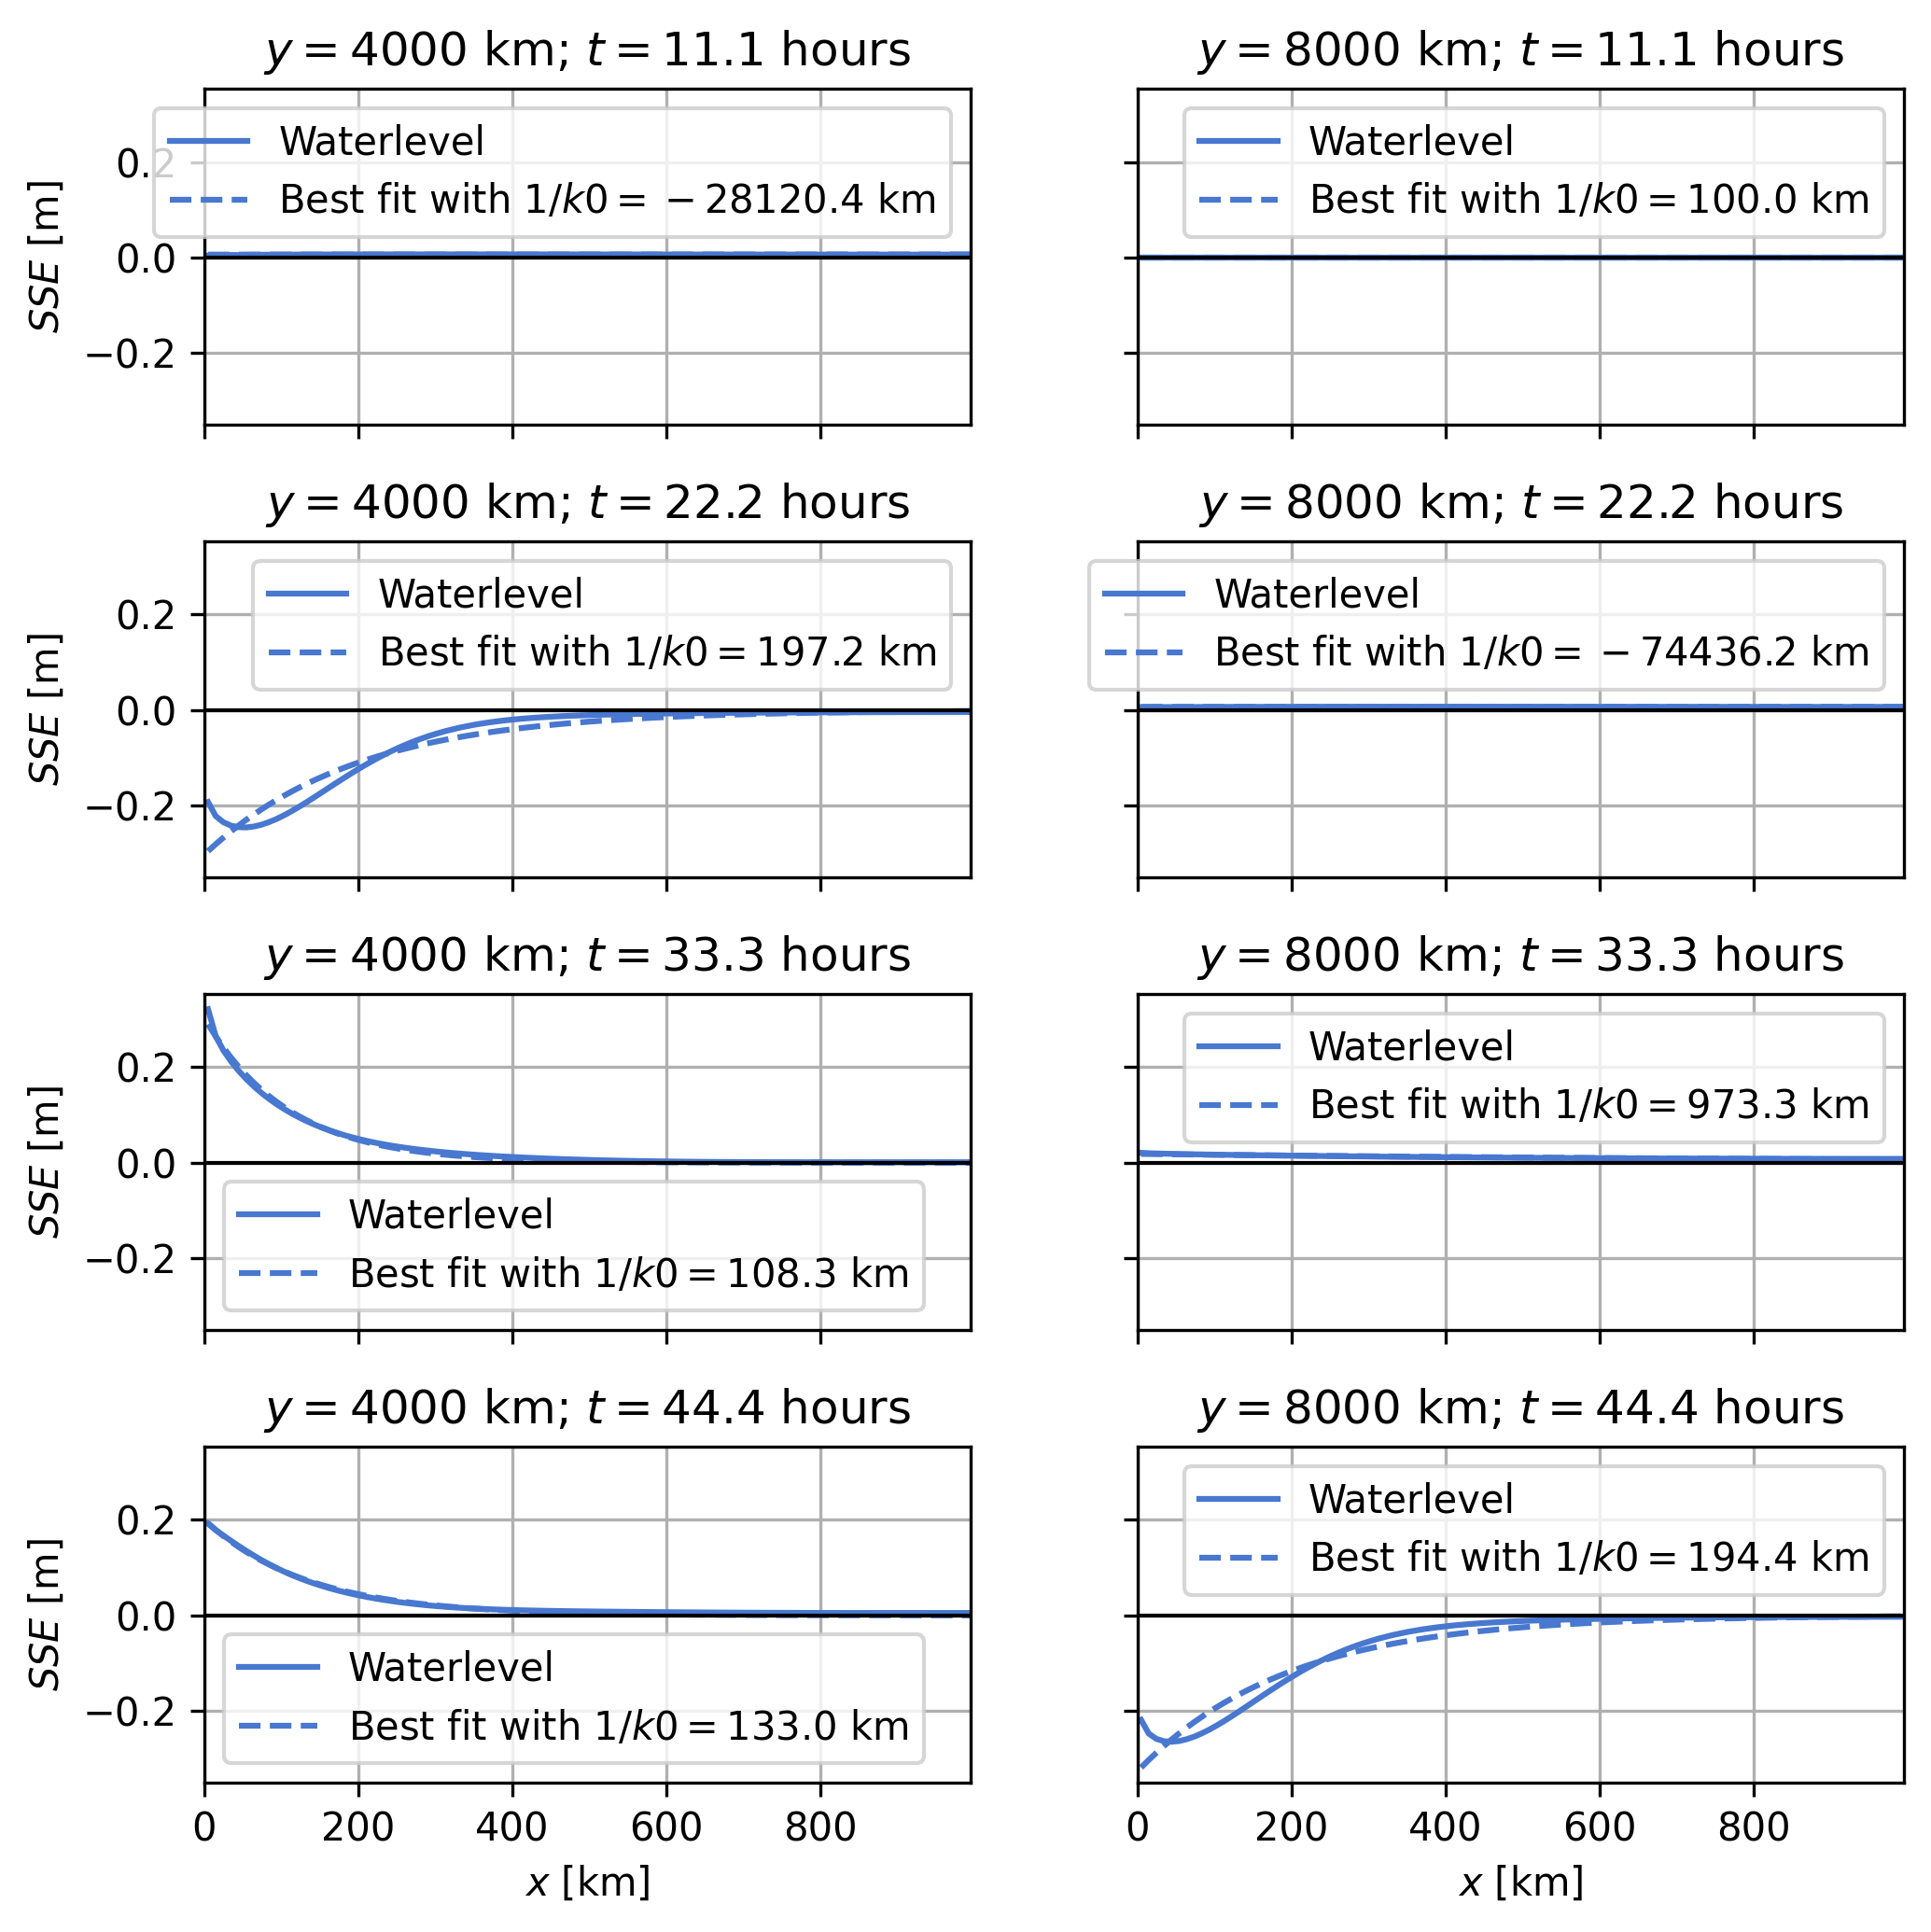 y = 4000 km; t = 11.1 hours
Waterlevel
Best fit with 1/k0 = −28120.4 km
0.2
0.0
−0.2
SSE [m]
y = 8000 km; t = 11.1 hours
Waterlevel
Best fit with 1/k0 = 100.0 km
y = 4000 km; t = 22.2 hours
Waterlevel
Best fit with 1/k0 = 197.2 km
0.2
0.0
−0.2
SSE [m]
y = 8000 km; t = 22.2 hours
Waterlevel
Best fit with 1/k0 = −74436.2 km
y = 4000 km; t = 33.3 hours
0.2
0.0
−0.2
SSE [m]
Waterlevel
Best fit with 1/k0 = 108.3 km
y = 8000 km; t = 33.3 hours
Waterlevel
Best fit with 1/k0 = 973.3 km
y = 4000 km; t = 44.4 hours
0.2
0.0
−0.2
SSE [m]
Waterlevel
Best fit with 1/k0 = 133.0 km
0 200 400 600 800
x [km]
y = 8000 km; t = 44.4 hours
Waterlevel
Best fit with 1/k0 = 194.4 km
0 200 400 600 800
x [km]